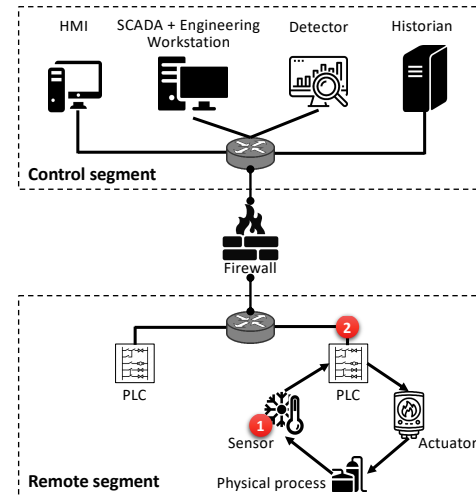 HMI
SCADA + Engineering
Workstation
Detector
Historian
Control segment
Firewall
2
PLC
PLC
1
Sensor
Actuator
Physical process
Remote segment